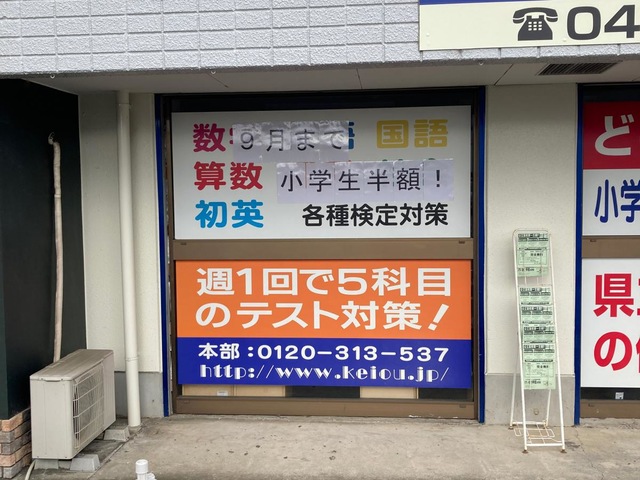 ☎04
数
9月まで
語
国語
算数
小学生半額！
初英
各種検定対策
週1回で5科目
のテスト対策！
本部：0120-313-537
http://www.keiou.jp/
ど
小学
県
の